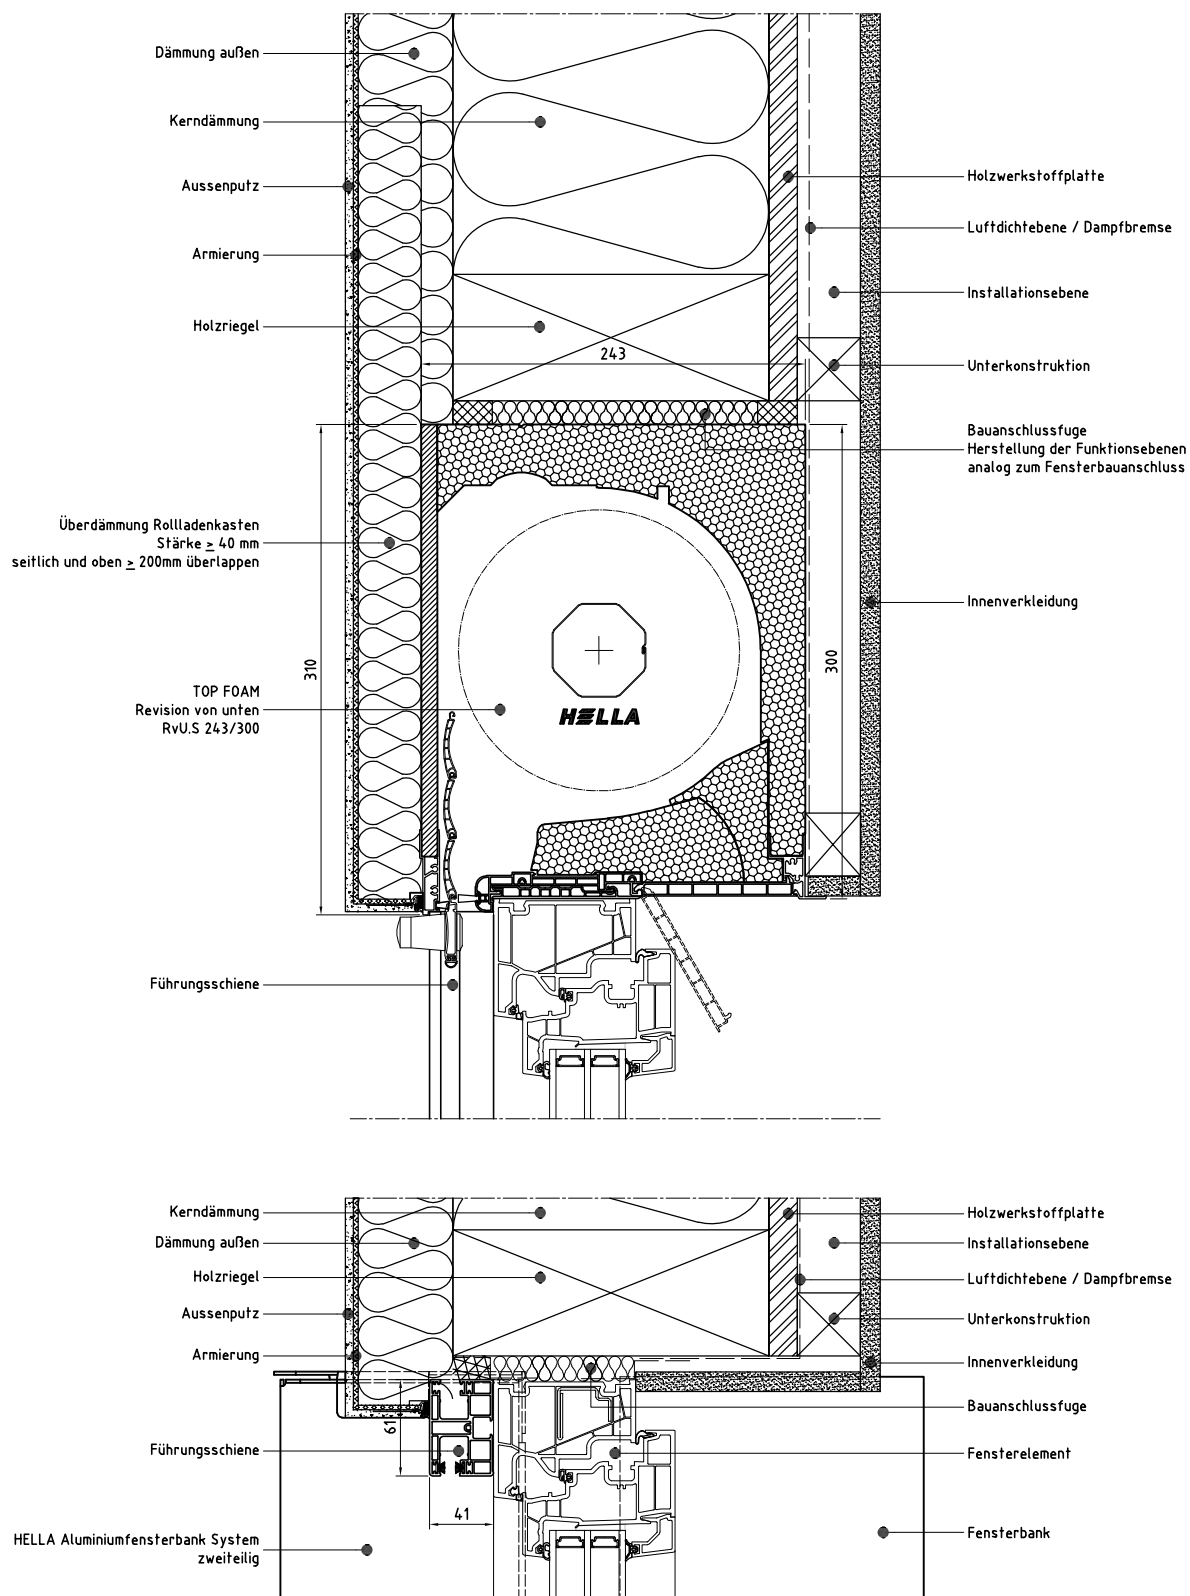 Dämmung außen
Kerndämmung
Aussenputz
Armierung
Holzriegel
Überdämmung Rollladenkasten
Stärke ≥ 40 mm
seitlich und oben ≥ 200mm überlappen
TOP FOAM
Revision von unten
RvU.S 243/300
Führungsschiene
243
310
300
HELLA
Holzwerkstoffplatte
Luftdichtebene / Dampfbremse
Installationsebene
Unterkonstruktion
Bauanschlussfuge
Herstellung der Funktionsebenen
analog zum Fensterbauanschluss
Innenverkleidung
Kerndämmung
Dämmung außen
Holzriegel
Aussenputz
Armierung
Führungsschiene
HELLA Aluminiumfensterbank System
zweiteilig
61
41
Holzwerkstoffplatte
Installationsebene
Luftdichtebene / Dampfbremse
Unterkonstruktion
Innenverkleidung
Bauanschlussfuge
Fensterelement
Fensterbank